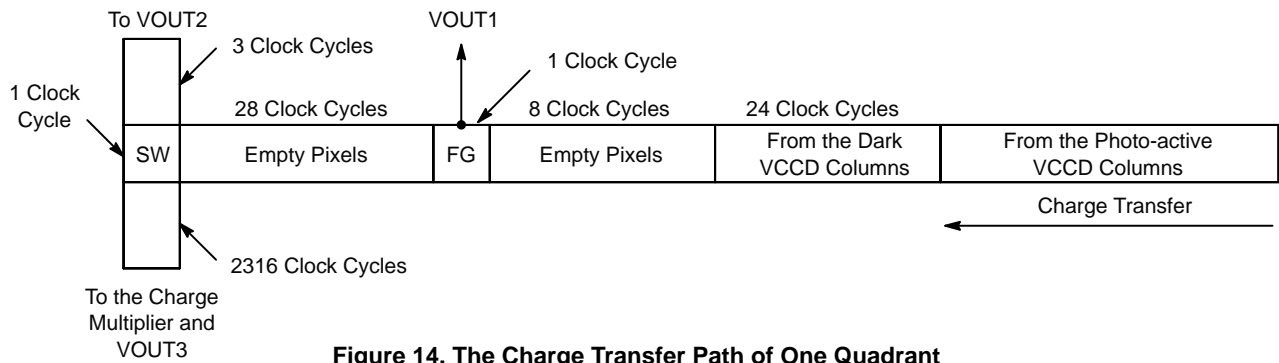 To VOUT2
VOUT1
3 Clock Cycles
1 Clock Cycle
1 Clock
Cycle
28 Clock Cycles
8 Clock Cycles
24 Clock Cycles
SW
Empty Pixels
FG
Empty Pixels
From the Dark
VCCD Columns
From the Photo-active
VCCD Columns
Charge Transfer
2316 Clock Cycles
To the Charge
Multiplier and
VOUT3
Figure 14. The Charge Transfer Path of One Quadrant